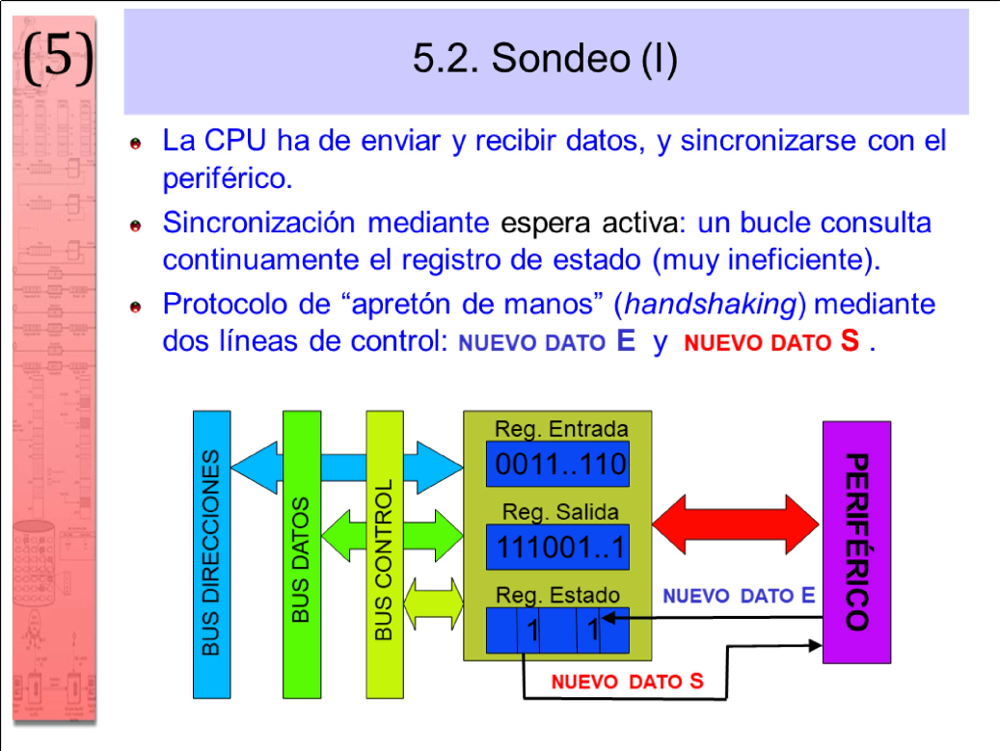 (5)
5.2. Sondeo (I)
La CPU ha de enviar y recibir datos, y sincronizarse con el
periférico.
Sincronización mediante espera activa: un bucle consulta
continuamente el registro de estado (muy ineficiente).
Protocolo de “apretón de manos” (handshaking) mediante
dos líneas de control: NUEVO DATO E y NUEVO DATO S .
BUS DIRECCIONES
BUS DATOS
BUS CONTROL
Reg. Entrada
0011..110
Reg. Salida
111001..1
Reg. Estado
1 1
NUEVO DATO E
NUEVO DATO S
PERIFÉRICO